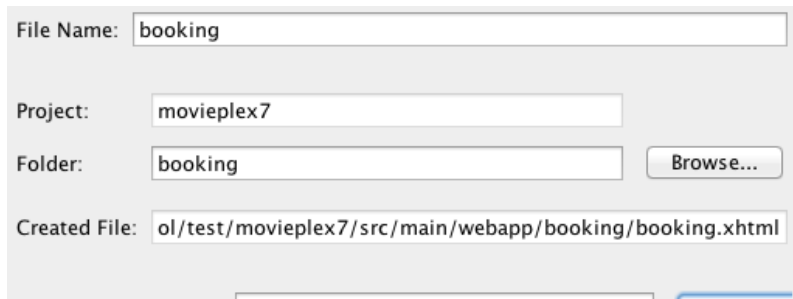 File Name: booking
Project: movieplex7
Folder: booking Browse...
Created File: ol/test/movieplex7/src/main/webapp/booking/booking.xhtml